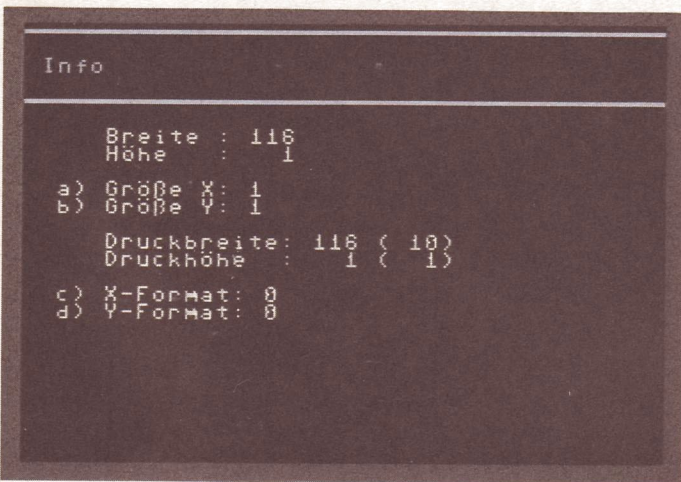 Info
Breite : 116
Höhe : 1
a) Größe X: 1
b) Größe Y: 1
Druckbreite: 116 ( 10)
Druckhöhe : 1 ( 1)
c) X-Format: 0
d) Y-Format: 0